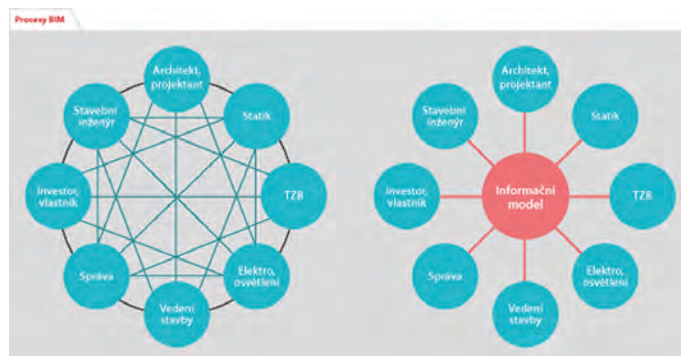 Procesy BIM
Architekt,
projektant
Stavební
inženýr
Statik
investor,
vlastník
TZB
Správa
Elektro,
osvětlení
Vedení
stavby
Architekt,
projektant
Stavební
inženýr
Statik
investor,
vlastník
Informační
model
TZB
Správa
Elektro,
osvětlení
Vedení
stavby